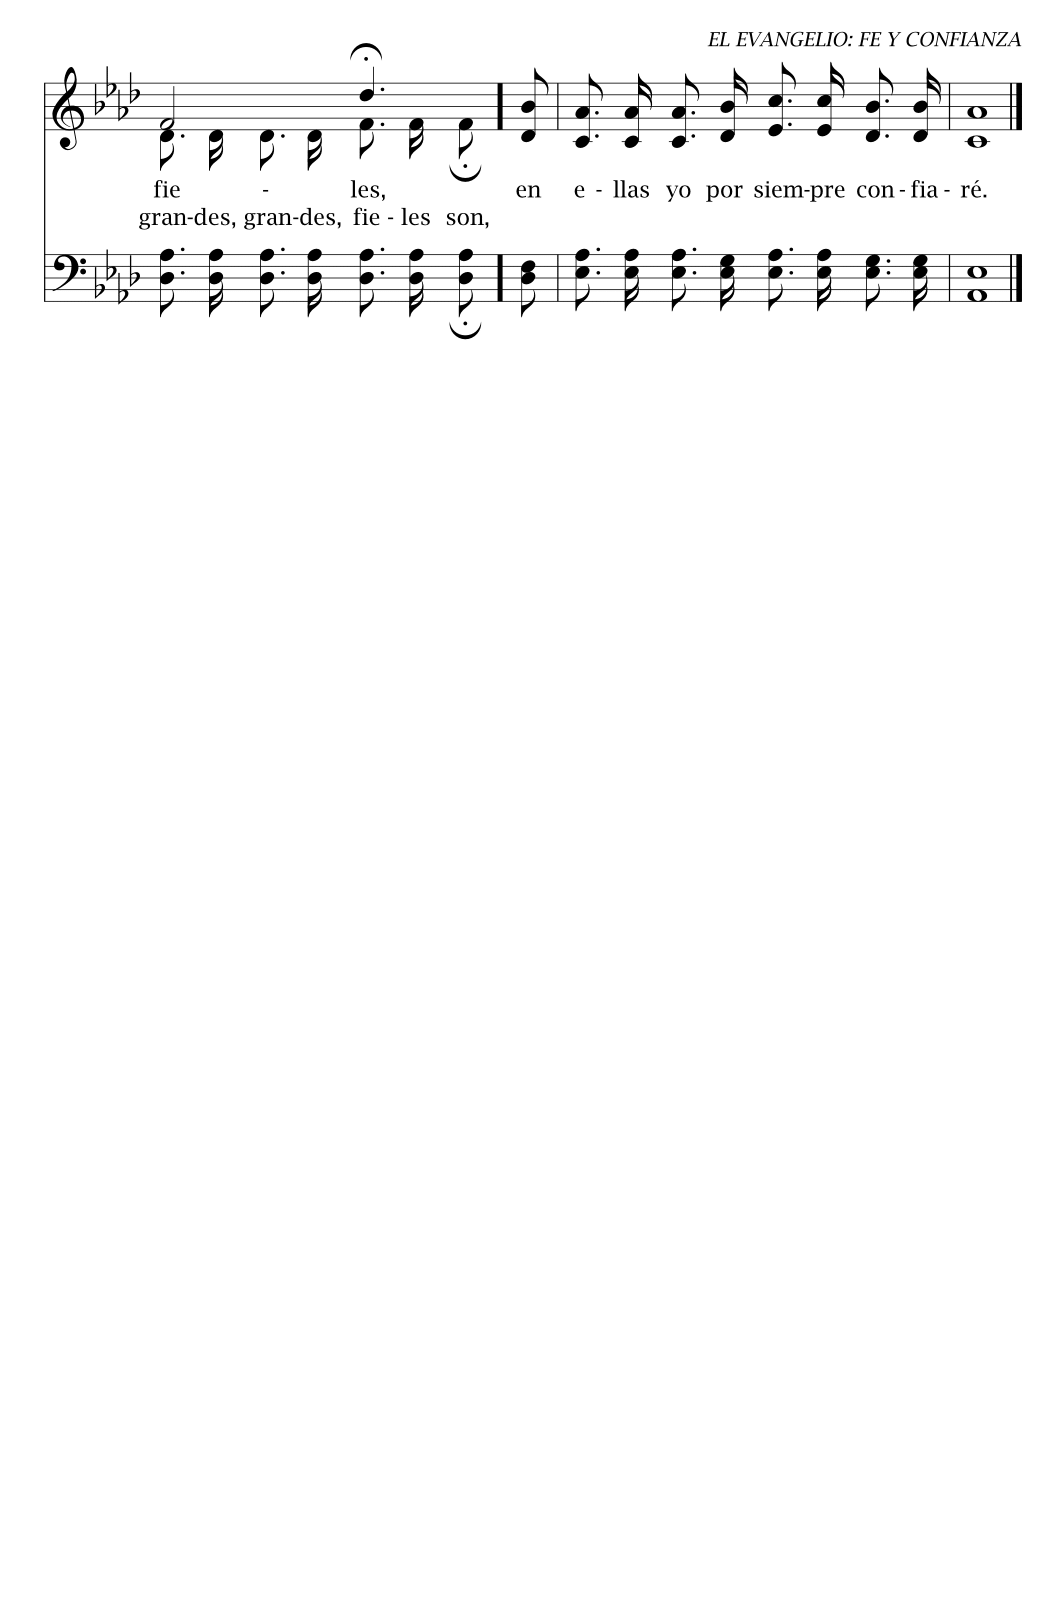 EL EVANGELIO: FE Y CONFIANZA
fie - les, en e - llas yo por siem-pre con - fia - ré.
gran-des, gran-des, fie - les son,